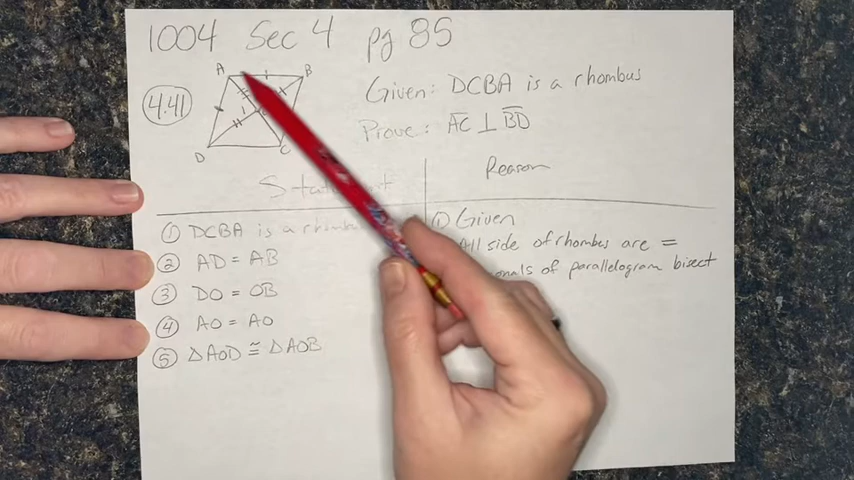 1004 Sec 4 pg 85
4.41
A
B
D
C
Given: DCBA is a rhombus
Prove: AC ⊥ BD
Reason
① DCBA is a
① Given
② AD = AB
All side of rhombus are =
③ DO = OB
of parallelogram bisect
④ AO = AO
⑤ △AOD ≅ △AOB